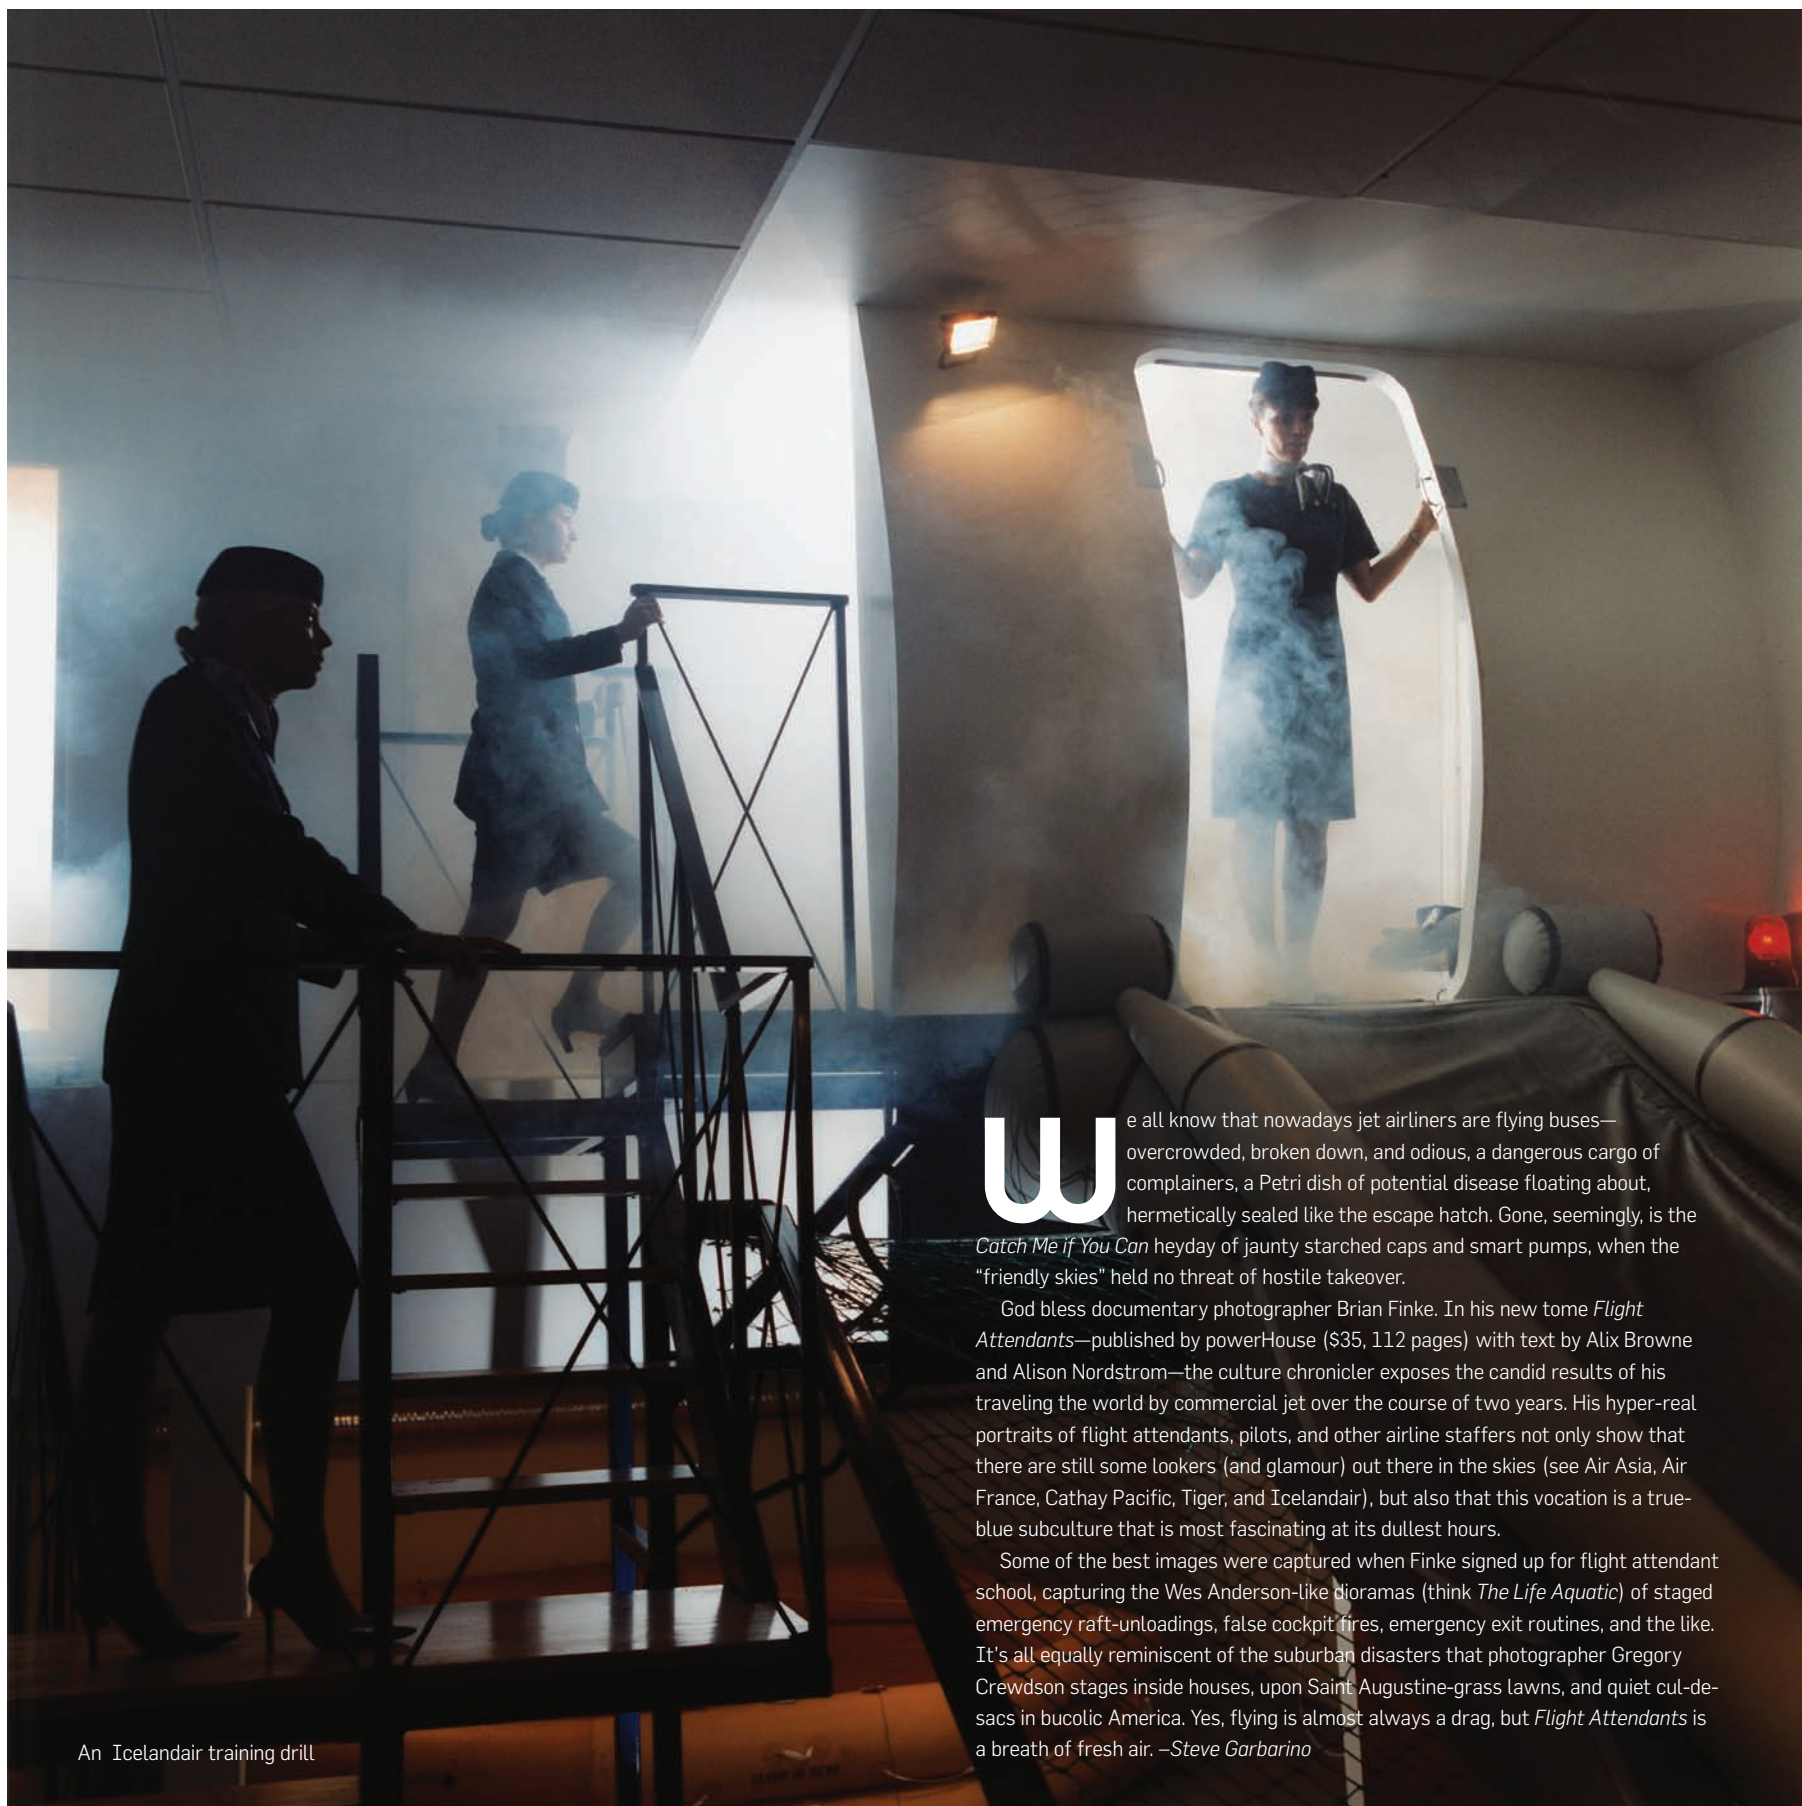 We all know that nowadays jet airliners are flying buses—
overcrowded, broken down, and odious, a dangerous cargo of
complainers, a Petri dish of potential disease floating about,
hermetically sealed like the escape hatch. Gone, seemingly, is the
Catch Me if You Can heyday of jaunty starched caps and smart pumps, when the
“friendly skies” held no threat of hostile takeover.
God bless documentary photographer Brian Finke. In his new tome Flight
Attendants—published by powerHouse ($35, 112 pages) with text by Alix Browne
and Alison Nordstrom—the culture chronicler exposes the candid results of his
traveling the world by commercial jet over the course of two years. His hyper-real
portraits of flight attendants, pilots, and other airline staffers not only show that
there are still some lookers (and glamour) out there in the skies (see Air Asia, Air
France, Cathay Pacific, Tiger, and Icelandair), but also that this vocation is a true-
blue subculture that is most fascinating at its dullest hours.
Some of the best images were captured when Finke signed up for flight attendant
school, capturing the Wes Anderson-like dioramas (think The Life Aquatic) of staged
emergency raft-unloadings, false cockpit fires, emergency exit routines, and the like.
It's all equally reminiscent of the suburban disasters that photographer Gregory
Crewdson stages inside houses, upon Saint Augustine-grass lawns, and quiet cul-de-
sacs in bucolic America. Yes, flying is almost always a drag, but Flight Attendants is
a breath of fresh air. –Steve Garbarino
An Icelandair training drill